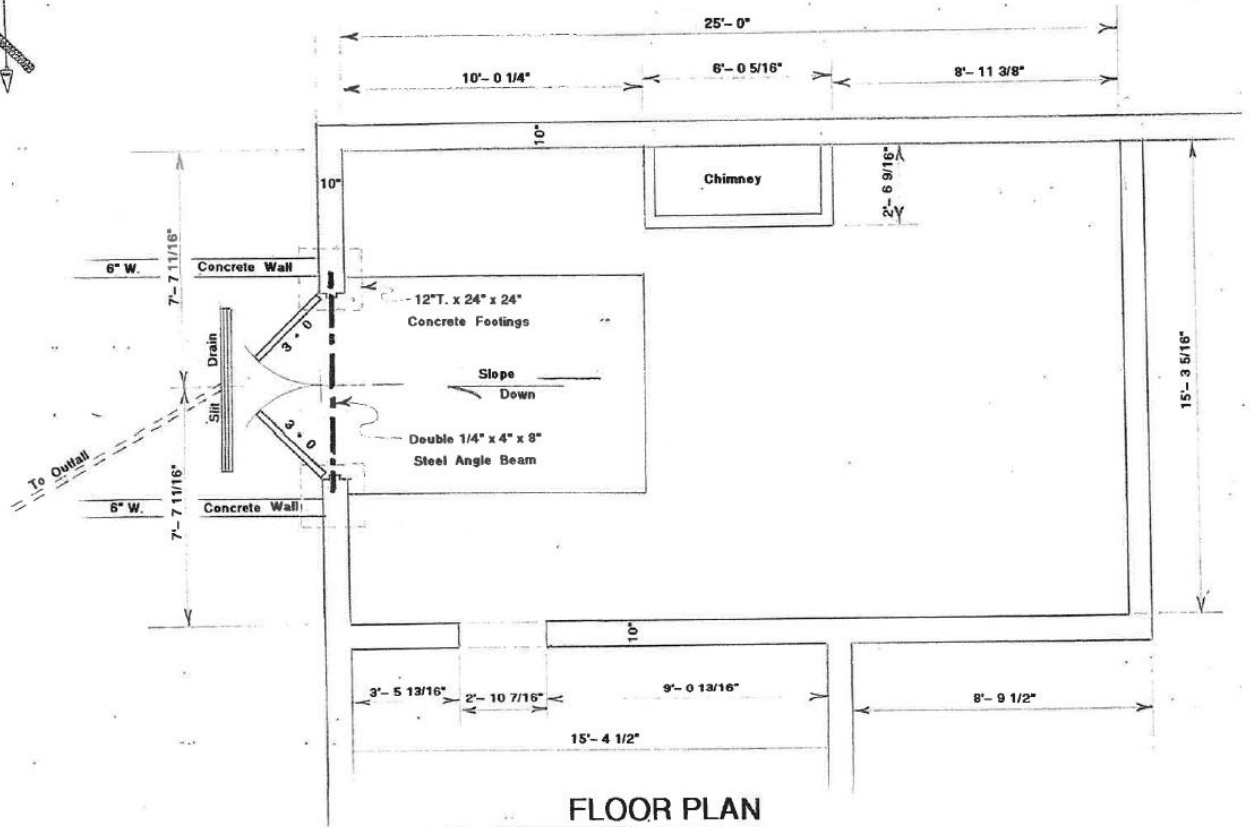 25'- 0"
10'- 0 1/4"
6'- 0 5/16"
8'- 11 3/8"
10"
10"
Chimney
2'- 6 9/16"
7'- 7 11/16"
6" W.
Concrete Wall
12"T. x 24" x 24"
Concrete Footings
3 - 0
Drain
Slit
Slope
Down
15'- 3 5/16"
3 - 0
Double 1/4" x 4" x 8"
Steel Angle Beam
To Outfall
6" W.
Concrete Wall
7'- 7 11/16"
10"
3'- 5 13/16"
2'- 10 7/16"
9'- 0 13/16"
8'- 9 1/2"
15'- 4 1/2"
FLOOR PLAN